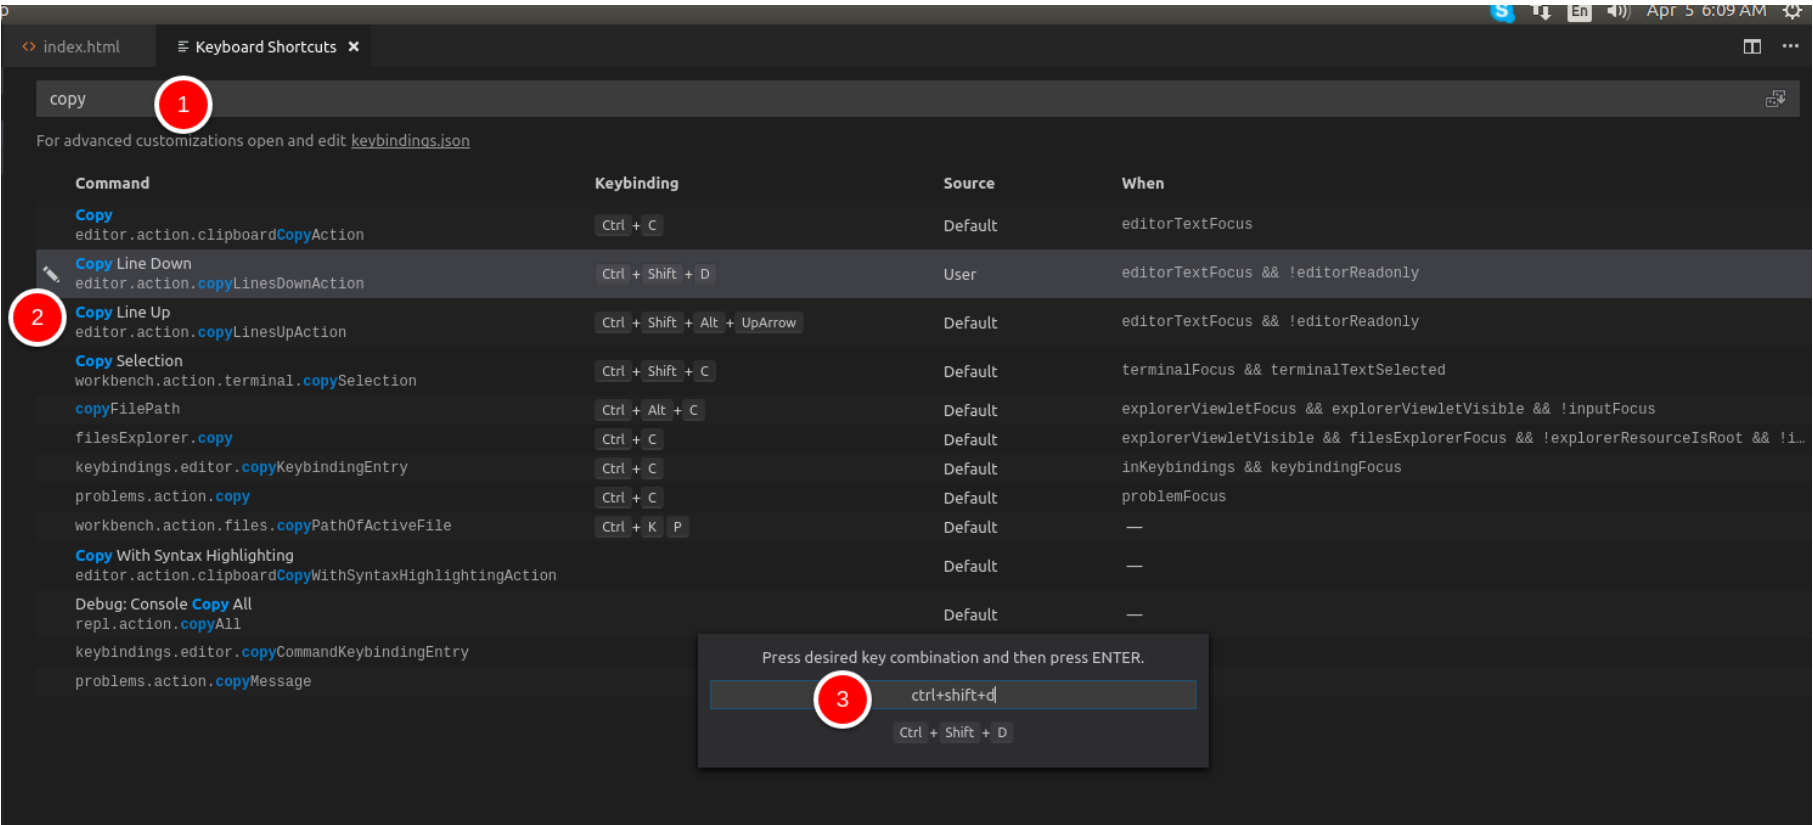 p
S En Apr 5 6:09 AM
<> index.html Keyboard Shortcuts ×
copy 1
For advanced customizations open and edit keybindings.json
Command Keybinding Source When
Copy
editor.action.clipboardCopyAction Ctrl + C Default editorTextFocus
Copy Line Down
editor.action.copyLinesDownAction Ctrl + Shift + D User editorTextFocus && !editorReadonly
2
Copy Line Up
editor.action.copyLinesUpAction Ctrl + Shift + Alt + UpArrow Default editorTextFocus && !editorReadonly
Copy Selection
workbench.action.terminal.copySelection Ctrl + Shift + C Default terminalFocus && terminalTextSelected
copyFilePath Ctrl + Alt + C Default explorerViewletFocus && explorerViewletVisible && !inputFocus
filesExplorer.copy Ctrl + C Default explorerViewletVisible && filesExplorerFocus && !explorerResourceIsRoot && !i…
keybindings.editor.copyKeybindingEntry Ctrl + C Default inKeybindings && keybindingFocus
problems.action.copy Ctrl + C Default problemFocus
workbench.action.files.copyPathOfActiveFile Ctrl + K P Default —
Copy With Syntax Highlighting
editor.action.clipboardCopyWithSyntaxHighlightingAction Default —
Debug: Console Copy All
repl.action.copyAll Default —
keybindings.editor.copyCommandKeybindingEntry
problems.action.copyMessage
Press desired key combination and then press ENTER.
3 ctrl+shift+d
Ctrl + Shift + D